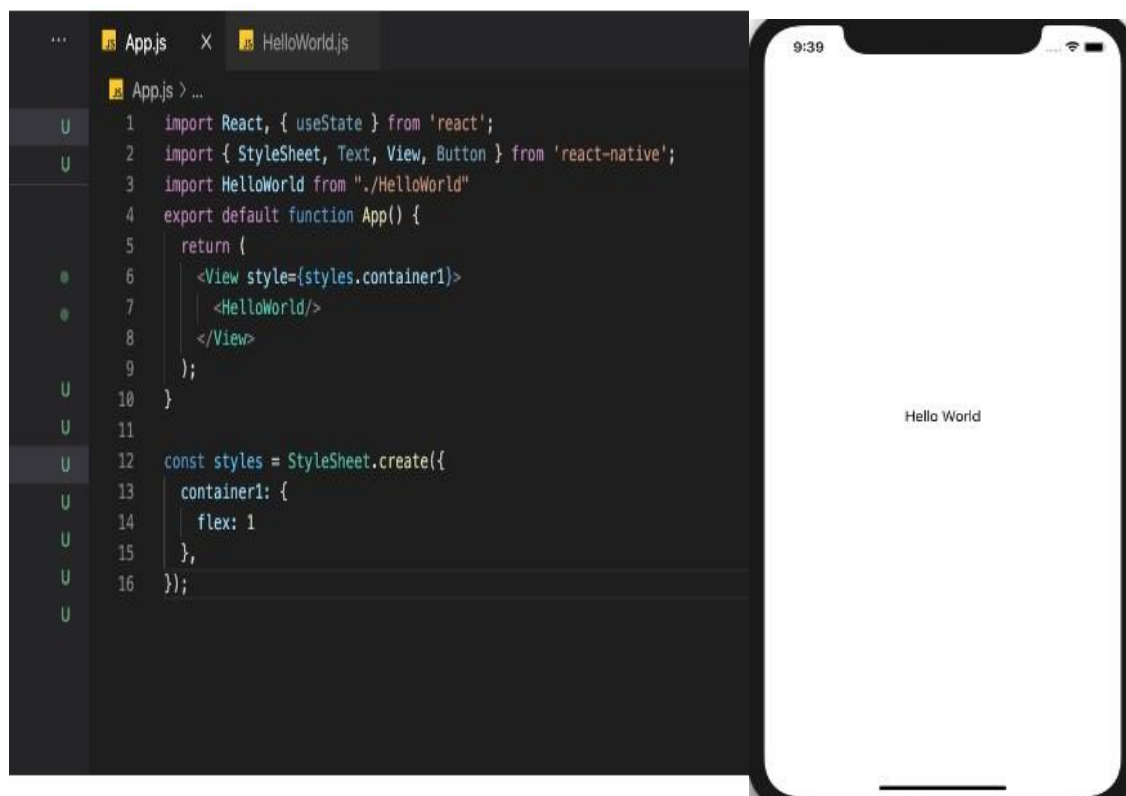 ... JS App.js X JS HelloWorld.js
JS App.js > ...
U
U
U
U
U
U
U
U
U
1 import React, { useState } from 'react';
2 import { StyleSheet, Text, View, Button } from 'react-native';
3 import HelloWorld from "./HelloWorld"
4 export default function App() {
5 return (
6 <View style={styles.container1}>
7 <HelloWorld/>
8 </View>
9 );
10 }
11
12 const styles = StyleSheet.create({
13 container1: {
14 flex: 1
15 },
16 });
9:39
Hello World